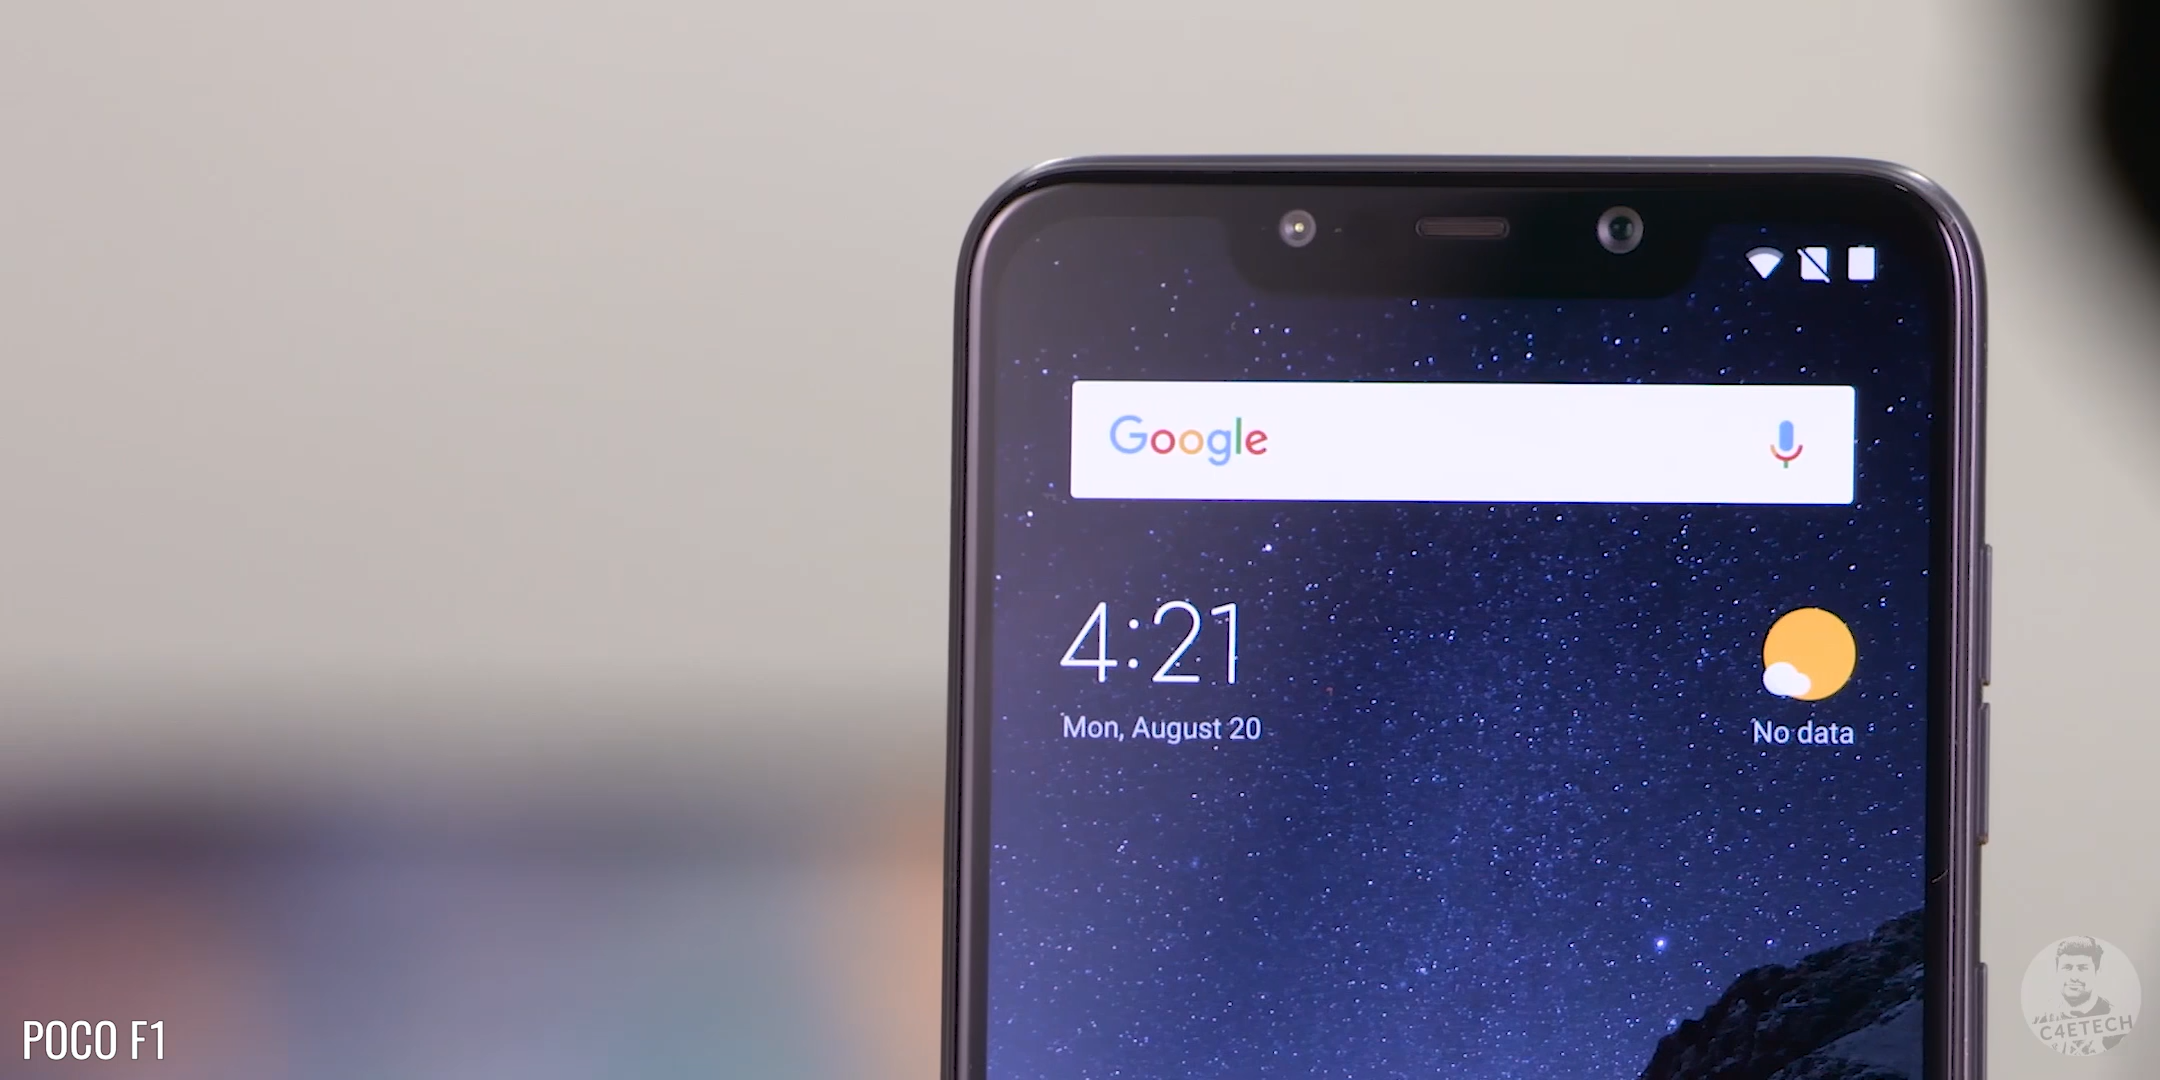 Google
4:21
Mon, August 20
No data
POCO F1
C4ETECH